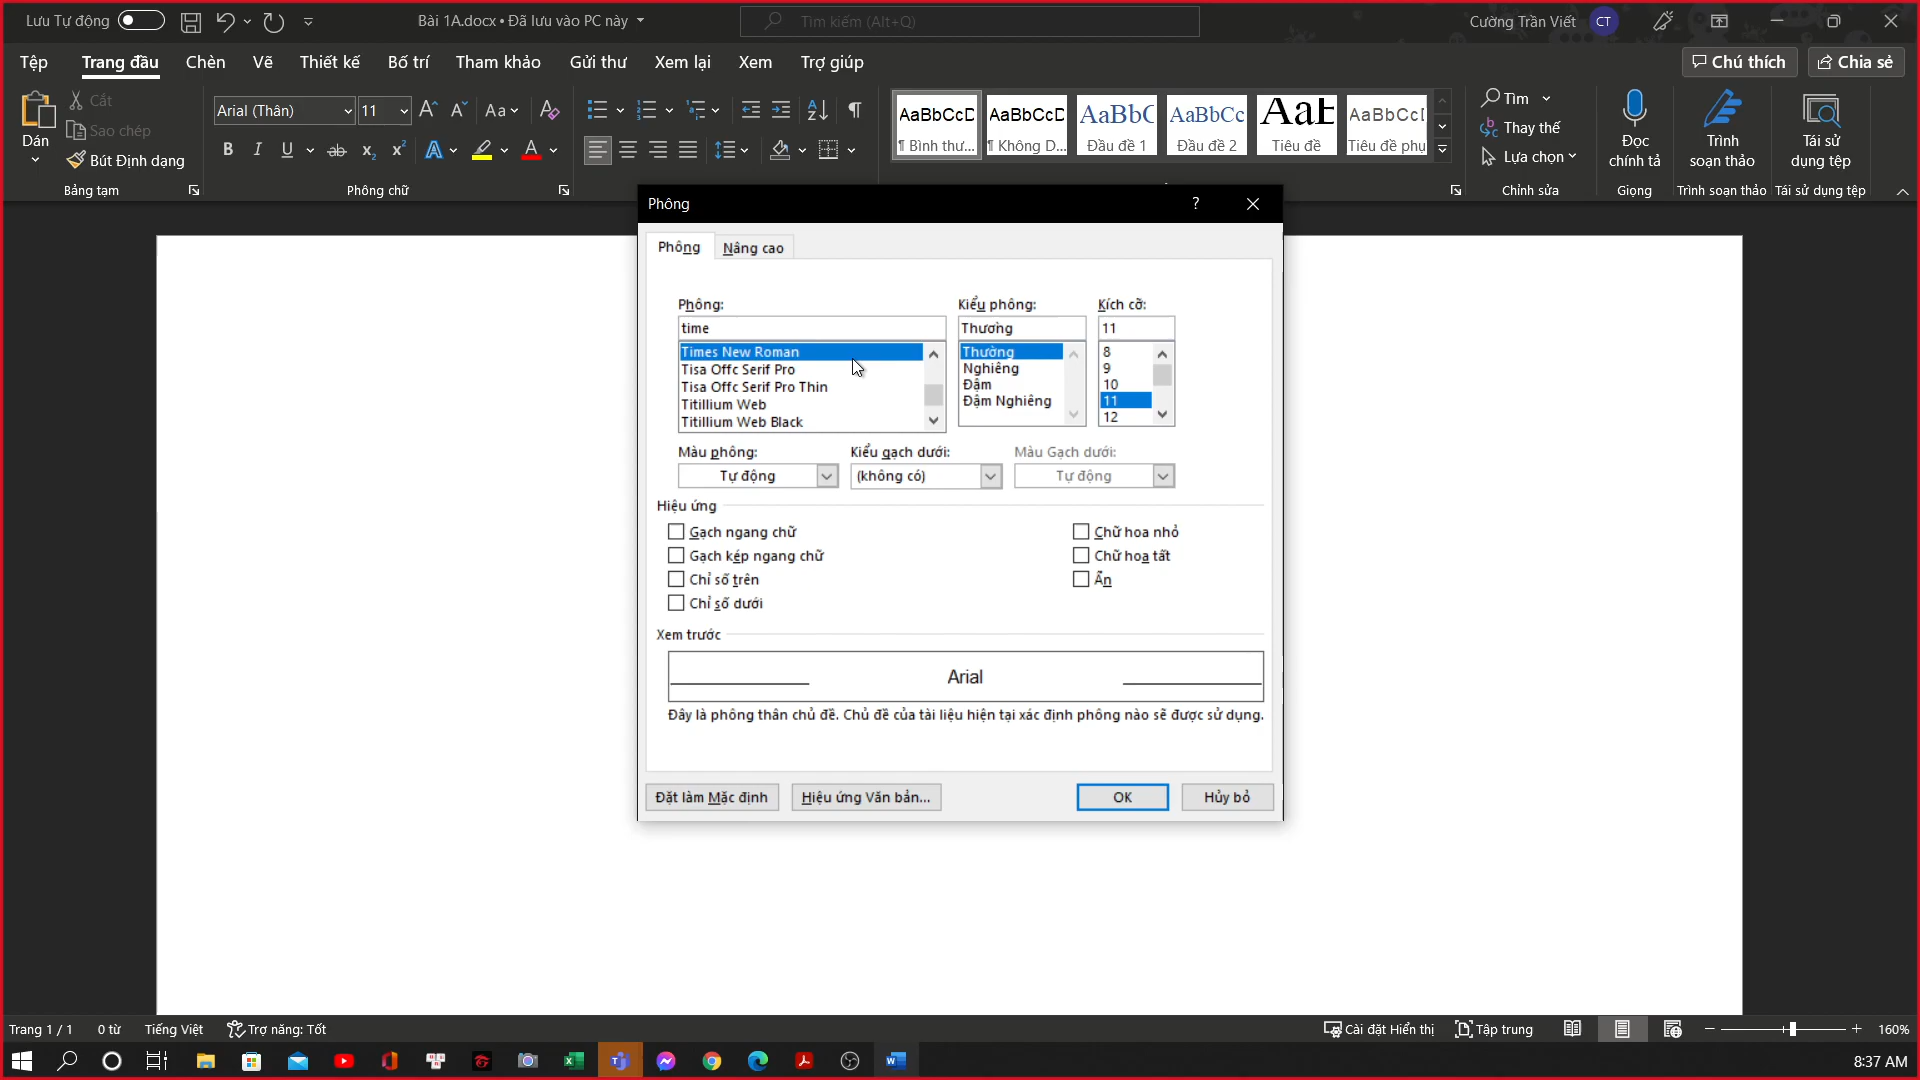 Lưu Tự động
Bài 1A.docx • Đã lưu vào PC này
Tìm kiếm (Alt+Q)
Cường Trần Viết
CT
Tệp
Trang đầu
Chèn
Vẽ
Thiết kế
Bố trí
Tham khảo
Gửi thư
Xem lại
Xem
Trợ giúp
Chú thích
Chia sẻ
Dán
Cắt
Sao chép
Bút Định dạng
Bảng tạm
Arial (Thân)
11
Phông chữ
AaBbCcD
¶ Bình thư...
AaBbCcD
¶ Không D...
AaBbC
Đầu đề 1
AaBbCc
Đầu đề 2
AaB
Tiêu đề
AaBbCcD
Tiêu đề phụ
Tìm
Thay thế
Lựa chọn
Chỉnh sửa
Đọc
chính tả
Giọng
Trình
soạn thảo
Trình soạn thảo
Tái sử
dụng tệp
Tái sử dụng tệp
Phông
?
Phông
Nâng cao
Phông:
Kiểu phông:
Kích cỡ:
time
Thường
11
Times New Roman
Tisa Offc Serif Pro
Tisa Offc Serif Pro Thin
Titillium Web
Titillium Web Black
Thường
Nghiêng
Đậm
Đậm Nghiêng
8
9
10
11
12
Màu phông:
Kiểu gạch dưới:
Màu Gạch dưới:
Tự động
(không có)
Tự động
Hiệu ứng
Gạch ngang chữ
Gạch kép ngang chữ
Chỉ số trên
Chỉ số dưới
Chữ hoa nhỏ
Chữ hoa tất
Ẩn
Xem trước
Arial
Đây là phông thân chủ đề. Chủ đề của tài liệu hiện tại xác định phông nào sẽ được sử dụng.
Đặt làm Mặc định
Hiệu ứng Văn bản...
OK
Hủy bỏ
Trang 1 / 1
0 từ
Tiếng Việt
Trợ năng: Tốt
Cài đặt Hiển thị
Tập trung
160%
8:37 AM